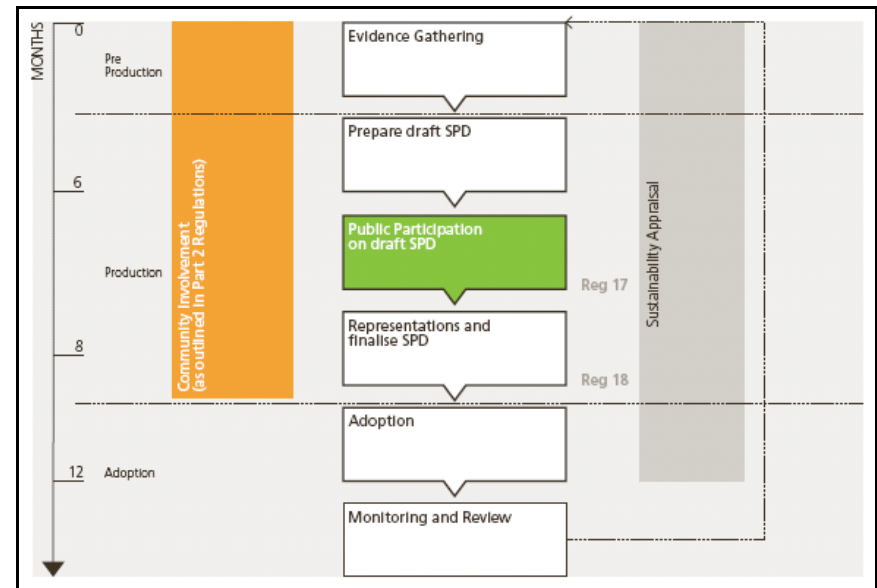 MONTHS
0
Pre
Production
Evidence Gathering
Prepare draft SPD
6
Community Involvement
(as outlined in Part 2 Regulations)
Public Participation
on draft SPD
Production
Reg 17
Sustainability Appraisal
Representations and
finalise SPD
8
Reg 18
Adoption
12
Adoption
Monitoring and Review